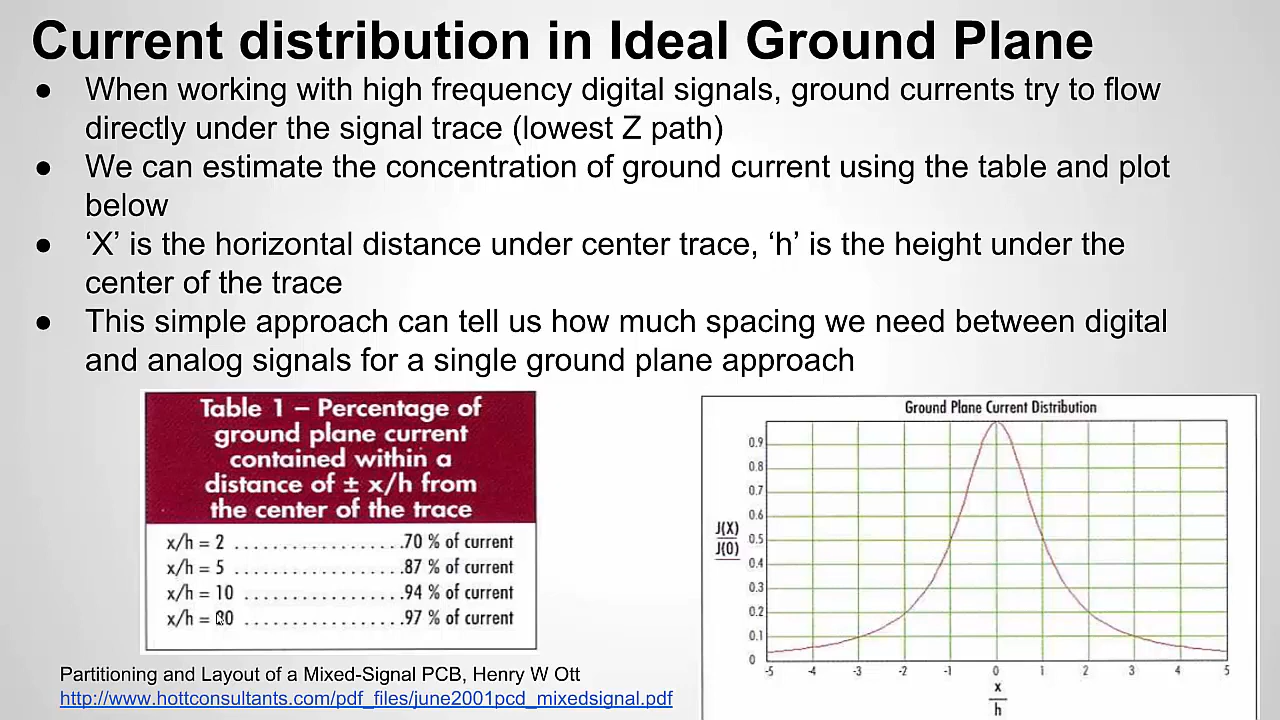 Current distribution in Ideal Ground Plane
● When working with high frequency digital signals, ground currents try to flow
directly under the signal trace (lowest Z path)
● We can estimate the concentration of ground current using the table and plot
below
● ‘X’ is the horizontal distance under center trace, ‘h’ is the height under the
center of the trace
● This simple approach can tell us how much spacing we need between digital
and analog signals for a single ground plane approach
Table 1 – Percentage of
ground plane current
contained within a
distance of ± x/h from
the center of the trace
x/h = 2 ..................70 % of current
x/h = 5 .................87 % of current
x/h = 10 ................94 % of current
x/h = ................97 % of current
Partitioning and Layout of a Mixed-Signal PCB, Henry W Ott
http://www.hottconsultants.com/pdf_files/june2001pcd_mixedsignal.pdf
Ground Plane Current Distribution
J(X)
J(0)
0.9
0.8
0.7
0.6
0.5
0.4
0.3
0.2
0.1
0
-5 -4 -3 -2 -1 0 1 2 3 4 5
x
h